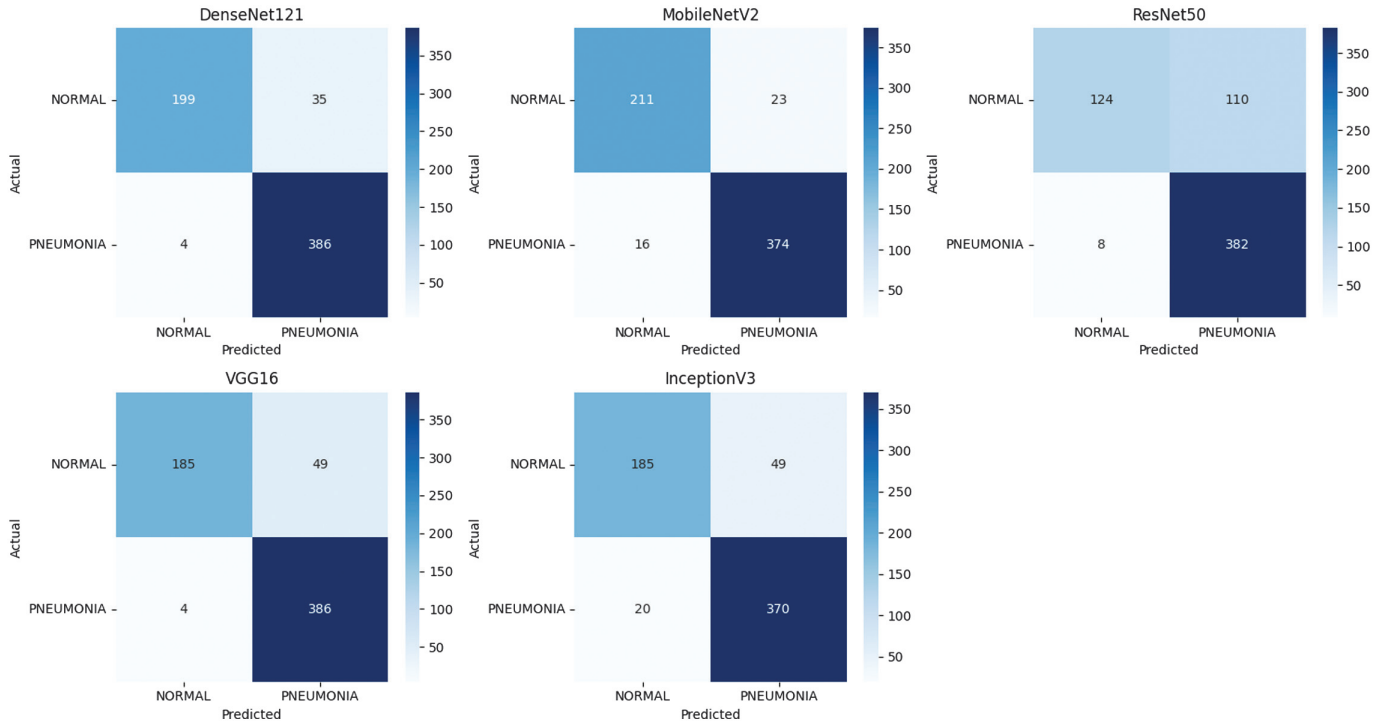 DenseNet121
NORMAL
199
35
PNEUMONIA
4
386
Actual
NORMAL
PNEUMONIA
Predicted
350
300
250
200
150
100
50
MobileNetV2
NORMAL
211
23
PNEUMONIA
16
374
Actual
NORMAL
PNEUMONIA
Predicted
350
300
250
200
150
100
50
ResNet50
NORMAL
124
110
PNEUMONIA
8
382
Actual
NORMAL
PNEUMONIA
Predicted
350
300
250
200
150
100
50
VGG16
NORMAL
185
49
PNEUMONIA
4
386
Actual
NORMAL
PNEUMONIA
Predicted
350
300
250
200
150
100
50
InceptionV3
NORMAL
185
49
PNEUMONIA
20
370
Actual
NORMAL
PNEUMONIA
Predicted
350
300
250
200
150
100
50